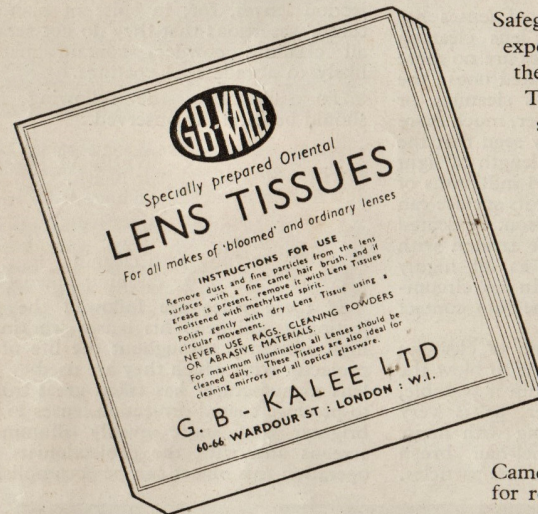 GB-KALEE
Specially prepared Oriental
LENS TISSUES
For all makes of 'bloomed' and ordinary lenses
INSTRUCTIONS FOR USE
Remove dust and fine particles from the lens
surfaces with a fine camel hair brush, and if
grease is present, remove it with Lens Tissues
moistened with methylated spirit.
Polish gently with dry Lens Tissue using a
circular movement.
NEVER USE RAGS, CLEANING POWDERS
OR ABRASIVE MATERIALS.
For maximum illumination all Lenses should be
cleaned daily. These Tissues are also ideal for
cleaning mirrors and all optical glassware.
G. B - KALEE LTD
60-66 WARDOUR ST : LONDON : W.I.
Safeg
expe
the
T
Came
for r